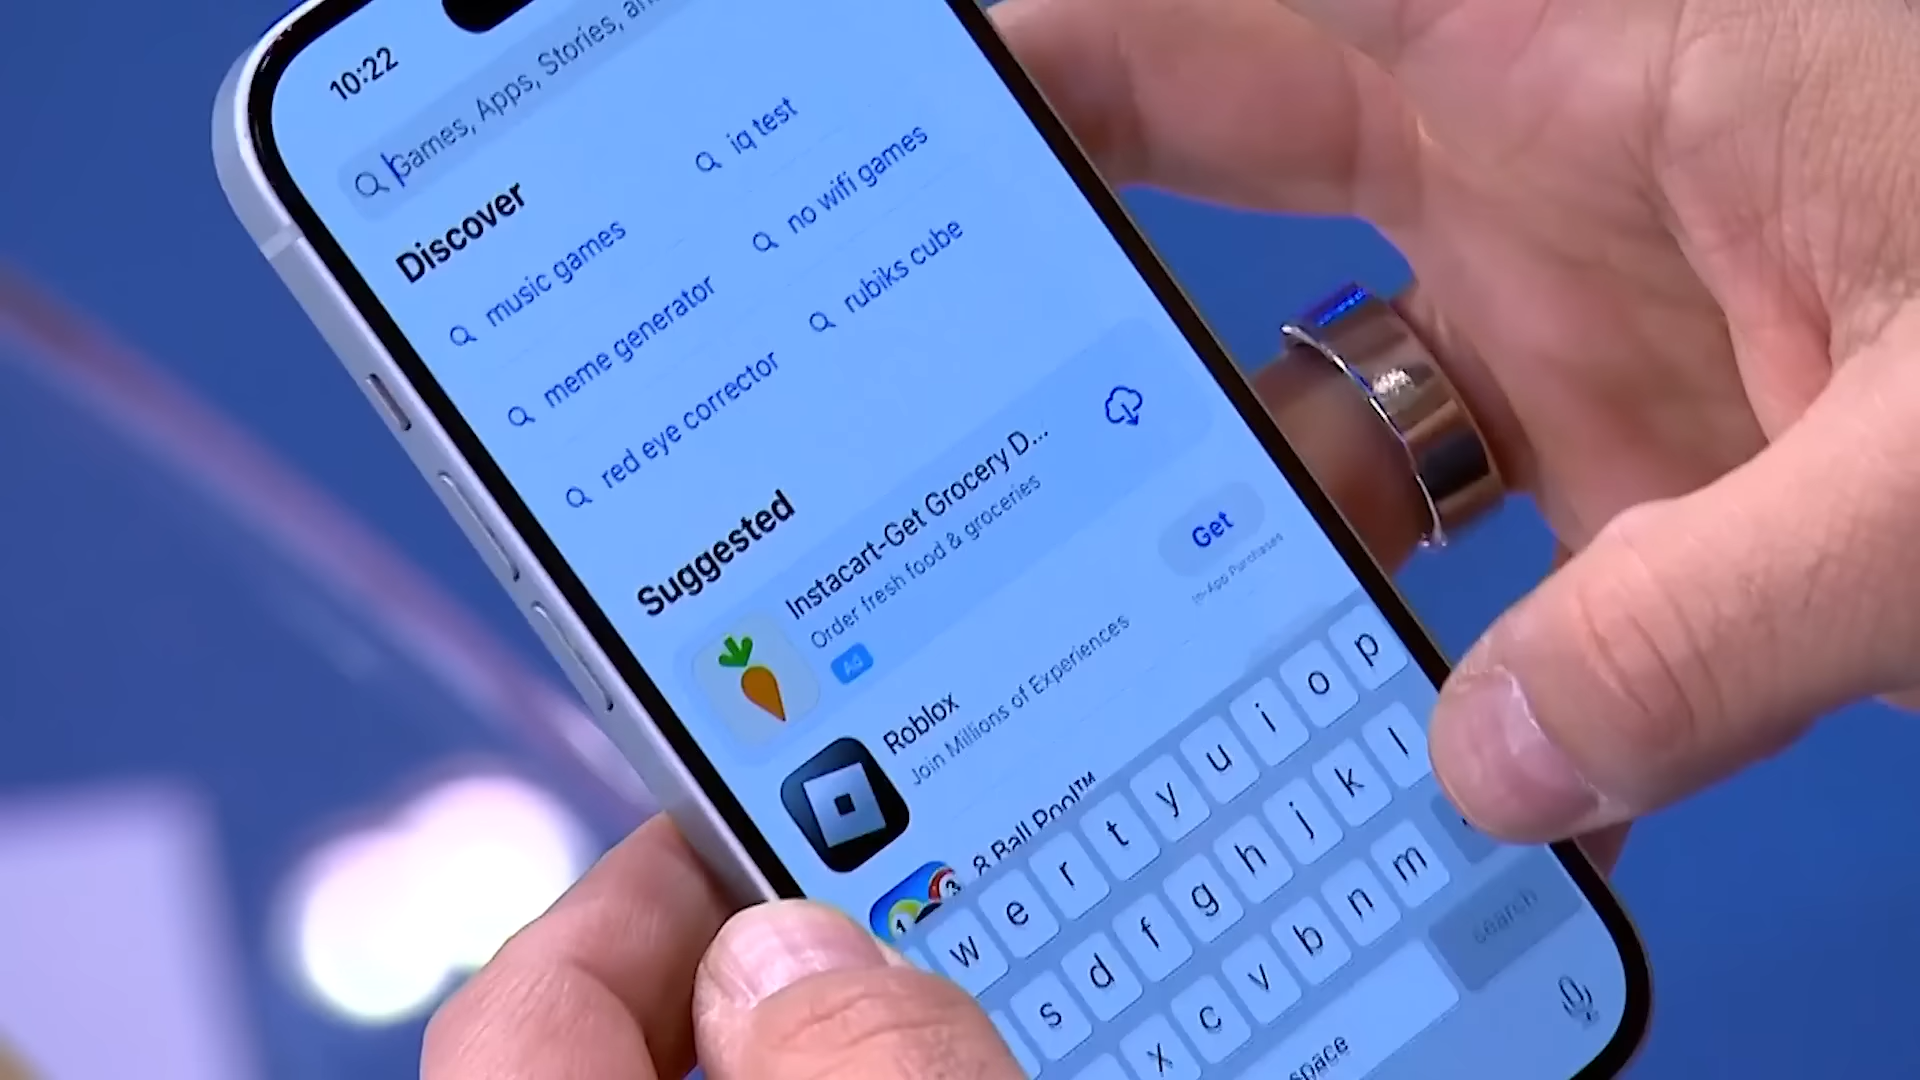 10:22
Games, Apps, Stories, an
Discover
music games
iq test
meme generator
no wifi games
red eye corrector
rubiks cube
Suggested
Instacart-Get Grocery D...
Order fresh food & groceries
Ad
Roblox
Join Millions of Experiences
Get
In-App Purchases
8 Ball Pool™
3
1
w e r t y u i o p
s d f g h j k l
x c v b n m
space
search